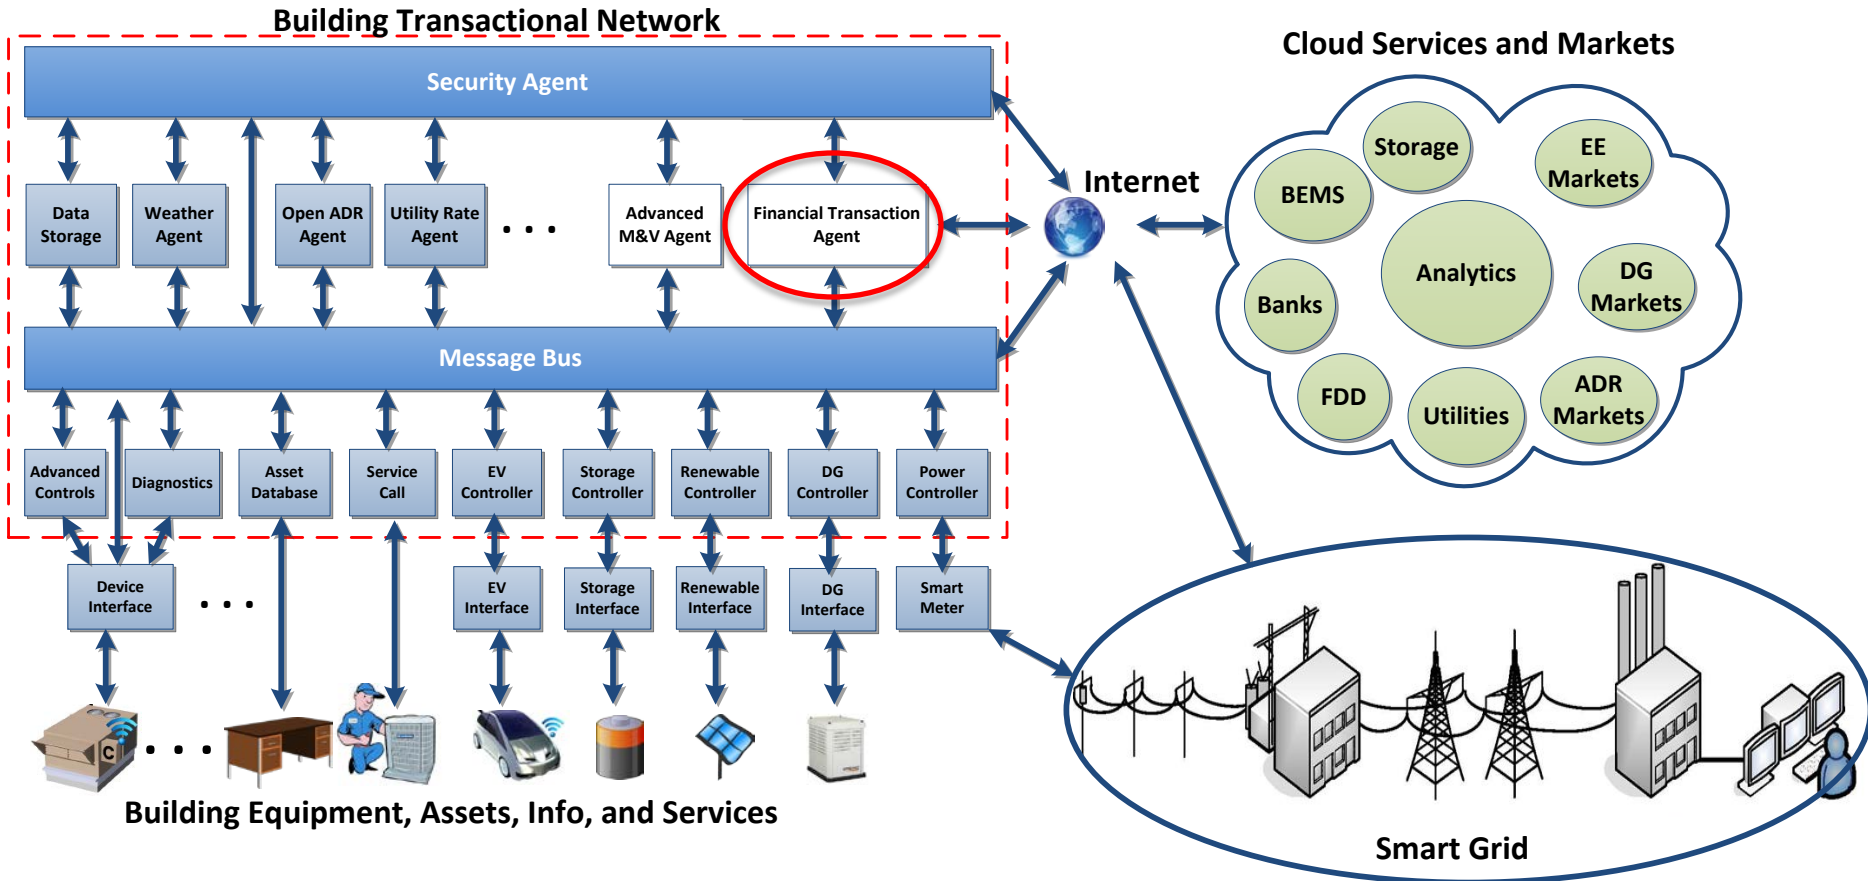 Building Transactional Network
Cloud Services and Markets
Security Agent
Data
Storage
Weather
Agent
Open ADR
Agent
Utility Rate
Agent
. . .
Advanced
M&V Agent
Financial Transaction
Agent
Internet
Storage
EE
Markets
BEMS
Analytics
DG
Markets
Banks
FDD
Utilities
ADR
Markets
Message Bus
Advanced
Controls
Diagnostics
Asset
Database
Service
Call
EV
Controller
Storage
Controller
Renewable
Controller
DG
Controller
Power
Controller
Device
Interface
. . .
EV
Interface
Storage
Interface
Renewable
Interface
DG
Interface
Smart
Meter
C
. . .
Building Equipment, Assets, Info, and Services
Smart Grid